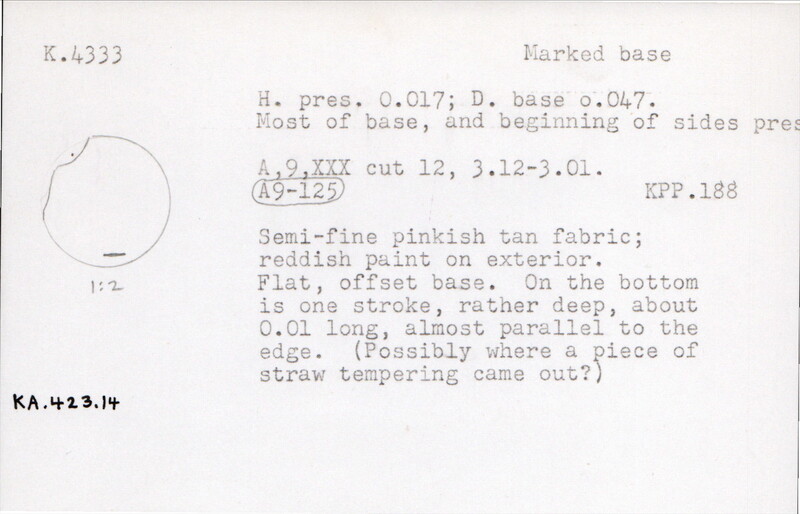 K.4333
Marked base
H. pres. 0.017; D. base 0.047.
Most of base, and beginning of sides pres
A,9,XXX cut 12, 3.12-3.01.
A9-125
KPP.188
Semi-fine pinkish tan fabric;
reddish paint on exterior.
Flat, offset base. On the bottom
is one stroke, rather deep, about
0.01 long, almost parallel to the
edge. (Possibly where a piece of
straw tempering came out?)
1:2
KA.423.14